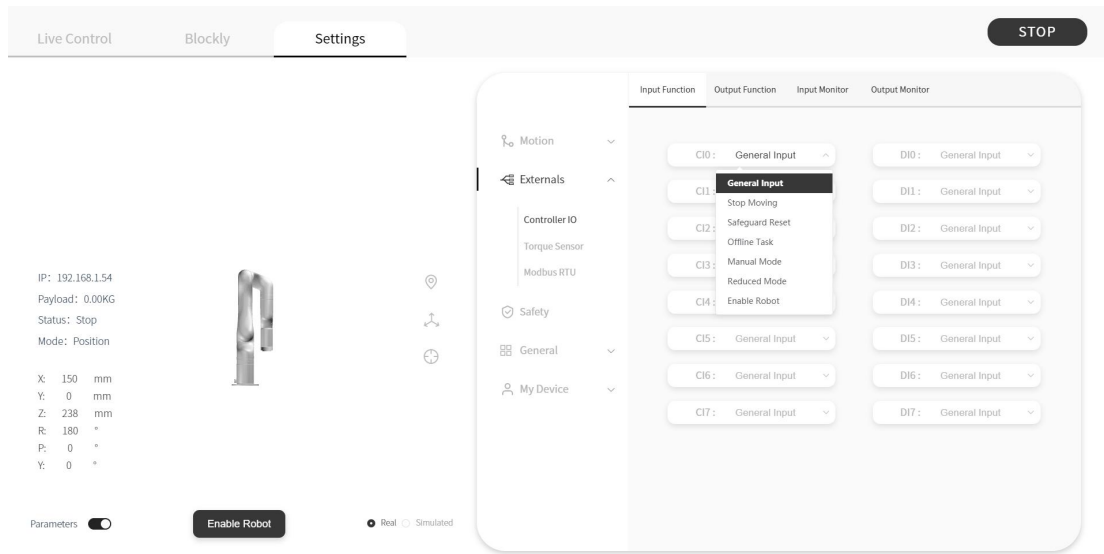 Live Control
Blockly
Settings
STOP
Input Function
Output Function
Input Monitor
Output Monitor
Motion
Externals
Controller IO
Torque Sensor
Modbus RTU
Safety
General
My Device
CI0 : General Input
DI0 : General Input
CI1 :
DI1 : General Input
CI2 :
DI2 : General Input
CI3 :
DI3 : General Input
CI4 :
DI4 : General Input
General Input
Stop Moving
Safeguard Reset
Offline Task
Manual Mode
Reduced Mode
Enable Robot
CI5 : General Input
DI5 : General Input
CI6 : General Input
DI6 : General Input
CI7 : General Input
DI7 : General Input
IP: 192.168.1.54
Payload: 0.00KG
Status: Stop
Mode: Position
X: 150 mm
Y: 0 mm
Z: 238 mm
R: 180 °
P: 0 °
Y: 0 °
Parameters
Enable Robot
Real
Simulated